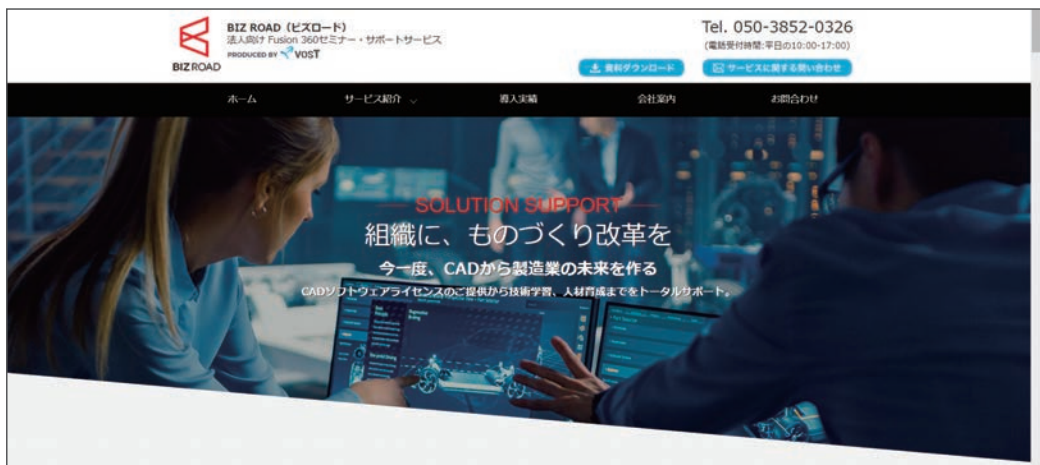 BIZ ROAD
BIZ ROAD（ビズロード）
法人向け Fusion 360セミナー・サポートサービス
PRODUCED BY VOST
Tel. 050-3852-0326
(電話受付時間:平日の10:00-17:00)
資料ダウンロード
サービスに関する問い合わせ
ホーム
サービス紹介
導入実績
会社案内
お問合わせ
SOLUTION SUPPORT
組織に、ものづくり改革を
今一度、CADから製造業の未来を作る
CADソフトウェアライセンスのご提供から技術学習、人材育成までをトータルサポート。